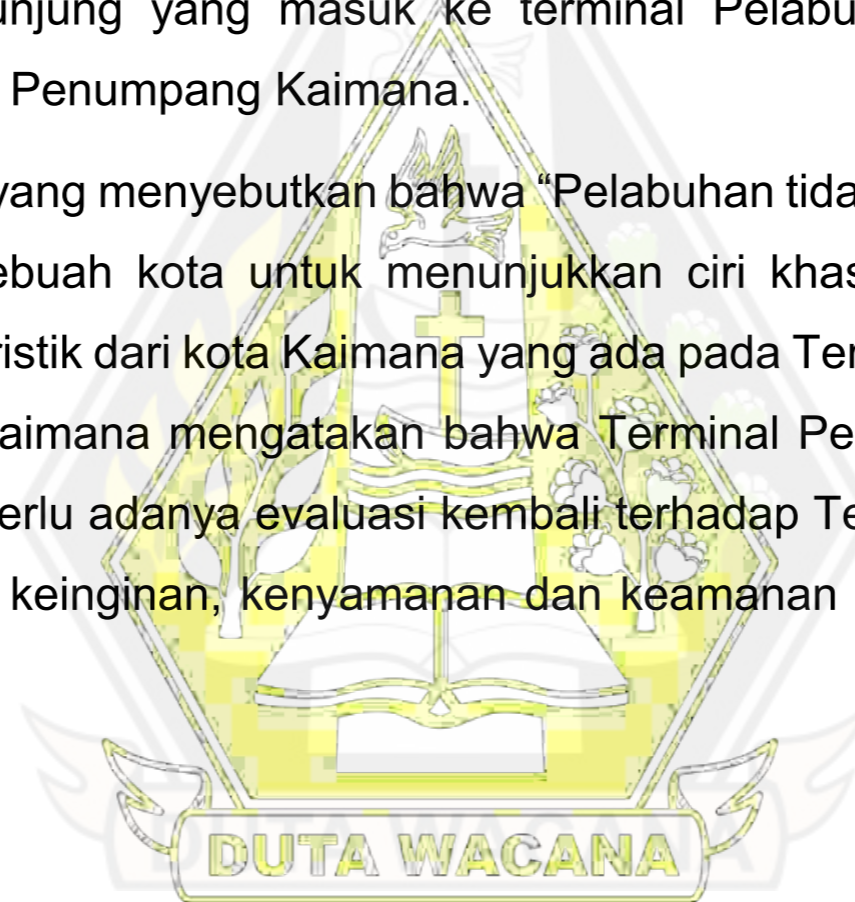 unjung yang masuk ke terminal Pelabu
Penumpang Kaimana.
yang menyebutkan bahwa “Pelabuhan tida
ebuah kota untuk menunjukkan ciri khas
ristik dari kota Kaimana yang ada pada Ter
aimana mengatakan bahwa Terminal Pe
erlu adanya evaluasi kembali terhadap Te
keinginan, kenyamanan dan keamanan
DUTA WACANA